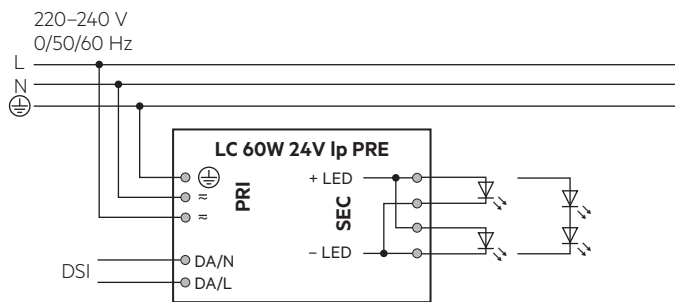 220–240 V
0/50/60 Hz
L
N
LC 60W 24V lp PRE
PRI
≂
≂
+ LED
SEC
– LED
DSI
DA/N
DA/L